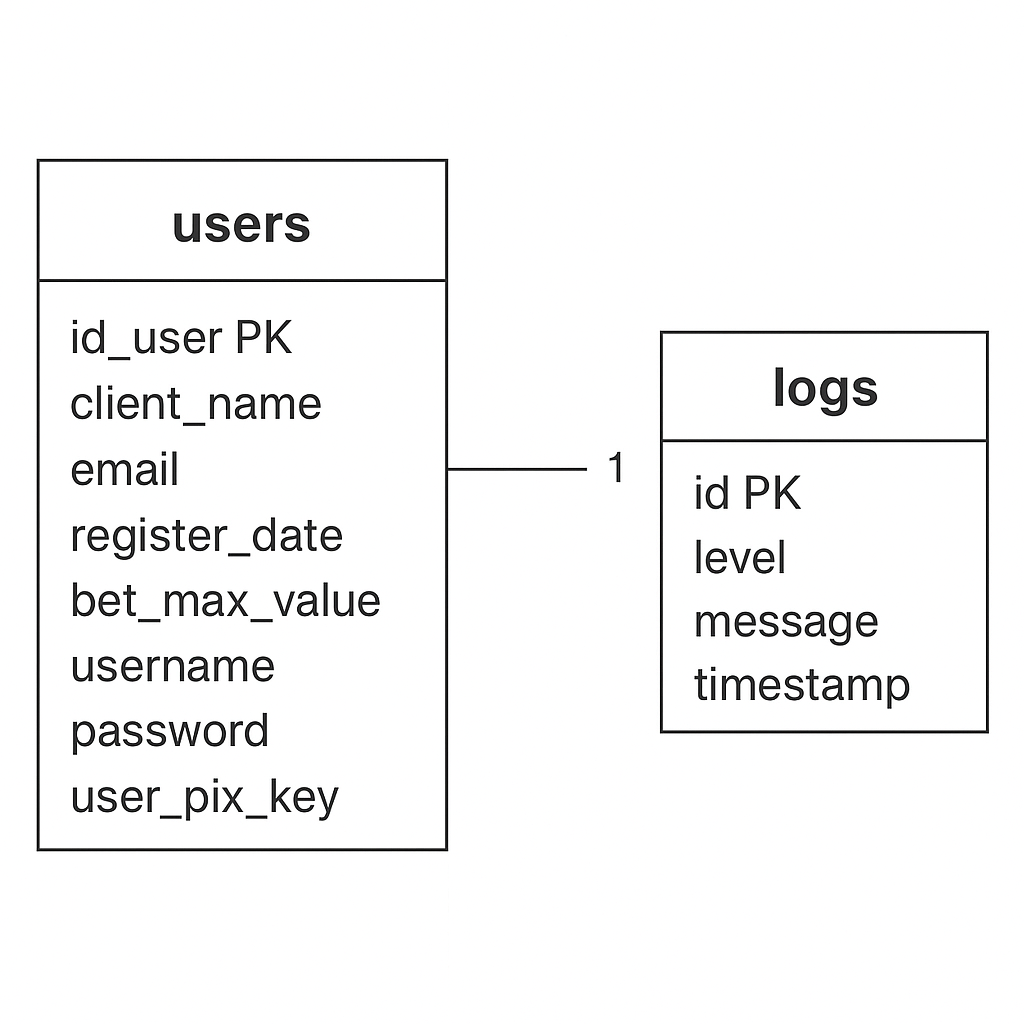 users
id_user PK
client_name
email
register_date
bet_max_value
username
password
user_pix_key
1
logs
id PK
level
message
timestamp